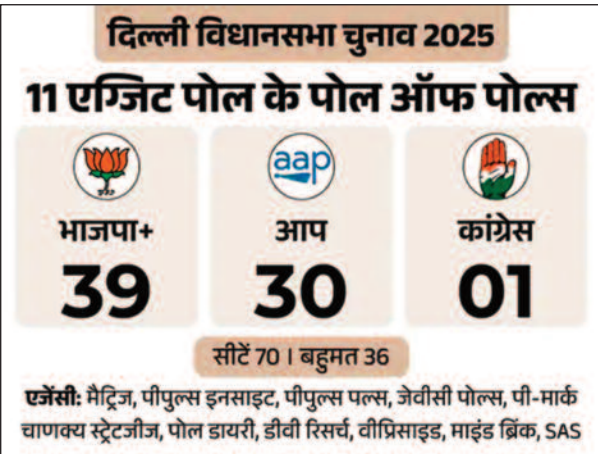 दिल्ली विधानसभा चुनाव 2025
11 एग्जिट पोल के पोल ऑफ पोल्स
aap
भाजपा+ आप कांग्रेस
39 30 01
सीटें 70 । बहुमत 36
एजेंसी: मैट्रिज, पीपुल्स इनसाइट, पीपुल्स पल्स, जेवीसी पोल्स, पी-मार्क
चाणक्य स्ट्रेटजीज, पोल डायरी, डीवी रिसर्च, वीप्रिसाइड, माइंड ब्रिंक, SAS